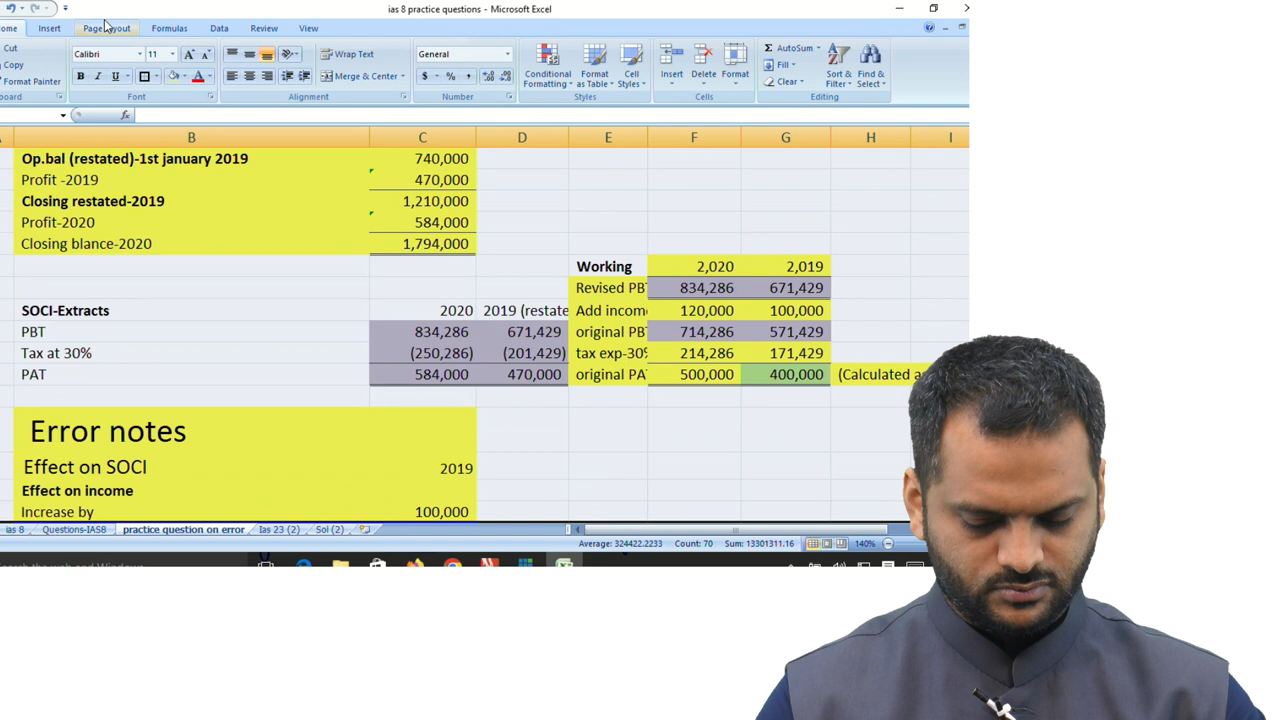 ias 8 practice questions - Microsoft Excel
ome Insert Page Layout Formulas Data Review View
Cut
Copy
Format Painter
board
Calibri 11
Font
Wrap Text
Merge & Center
Alignment
General
$ % ,
Number
Conditional Formatting
Format as Table
Cell Styles
Styles
Insert Delete Format
Cells
AutoSum
Fill
Clear
Sort & Filter
Find & Select
Editing
fx
B C D E F G H I
Op.bal (restated)-1st january 2019 740,000
Profit -2019 470,000
Closing restated-2019 1,210,000
Profit-2020 584,000
Closing blance-2020 1,794,000
Working 2,020 2,019
Revised PBT 834,286 671,429
SOCI-Extracts 2020 2019 (restate Add incom 120,000 100,000
PBT 834,286 671,429 original PBT 714,286 571,429
Tax at 30% (250,286) (201,429) tax exp-30% 214,286 171,429
PAT 584,000 470,000 original PA 500,000 400,000 (Calculated a
Error notes
Effect on SOCI 2019
Effect on income
Increase by 100,000
ias 8 Questions-IAS8 practice question on error Ias 23 (2) Sol (2)
Average: 324422.2233 Count: 70 Sum: 13301311.16 140%